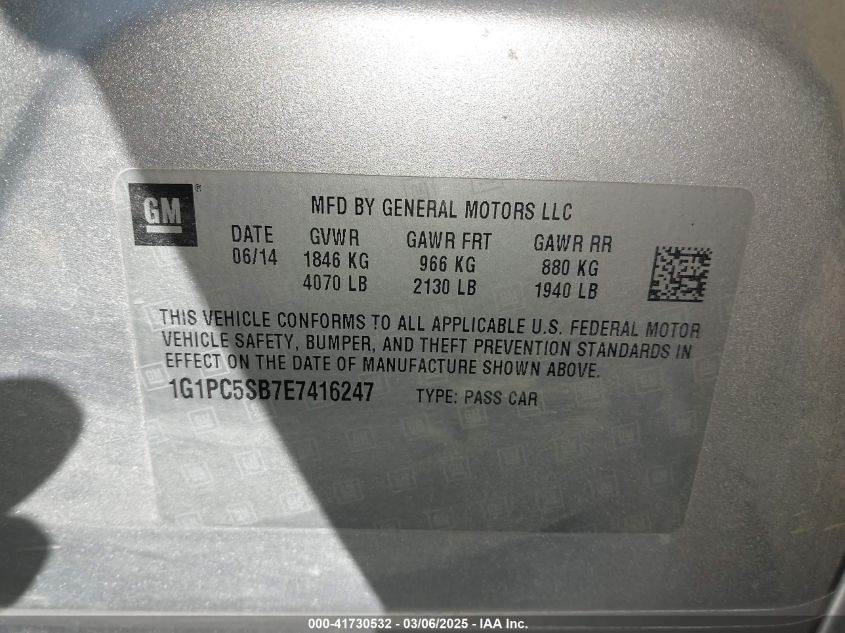 GM ®
MFD BY GENERAL MOTORS LLC
DATE GVWR GAWR FRT GAWR RR
06/14 1846 KG 966 KG 880 KG
4070 LB 2130 LB 1940 LB
THIS VEHICLE CONFORMS TO ALL APPLICABLE U.S. FEDERAL MOTOR
VEHICLE SAFETY, BUMPER, AND THEFT PREVENTION STANDARDS IN
EFFECT ON THE DATE OF MANUFACTURE SHOWN ABOVE.
1G1PC5SB7E7416247 TYPE: PASS CAR
000-41730532 - 03/06/2025 - IAA Inc.